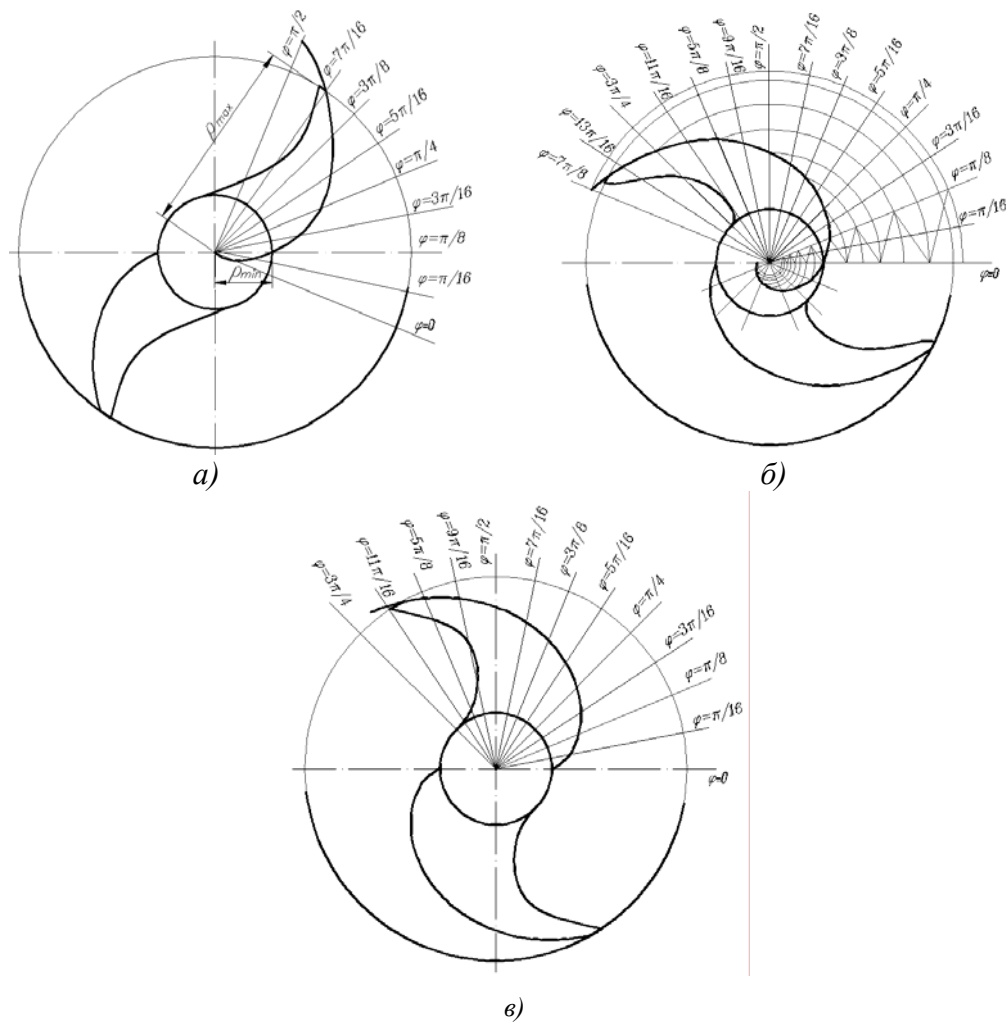 φ=π/2
φ=7π/16
φ=3π/8
φ=5π/16
φ=π/4
φ=3π/16
φ=π/8
φ=π/16
φ=0
ρmax
ρmin
а)
φ=7π/8
φ=13π/16
φ=3π/4
φ=11π/16
φ=5π/8
φ=9π/16
φ=π/2
φ=7π/16
φ=3π/8
φ=5π/16
φ=π/4
φ=3π/16
φ=π/8
φ=π/16
φ=0
б)
φ=3π/4
φ=11π/16
φ=5π/8
φ=9π/16
φ=π/2
φ=7π/16
φ=3π/8
φ=5π/16
φ=π/4
φ=3π/16
φ=π/8
φ=π/16
φ=0
в)